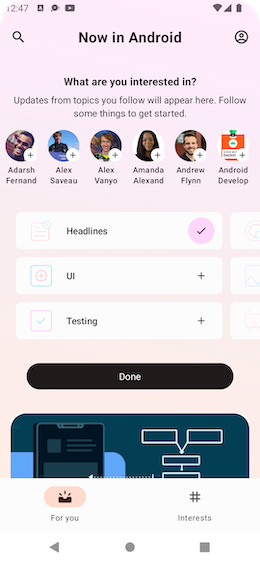 12:47
Now in Android
What are you interested in?
Updates from topics you follow will appear here. Follow
some things to get started.
Adarsh
Fernand
Alex
Saveau
Alex
Vanyo
Amanda
Alexand
Andrew
Flynn
Android
Develop
Headlines
UI
Testing
Done
For you
Interests